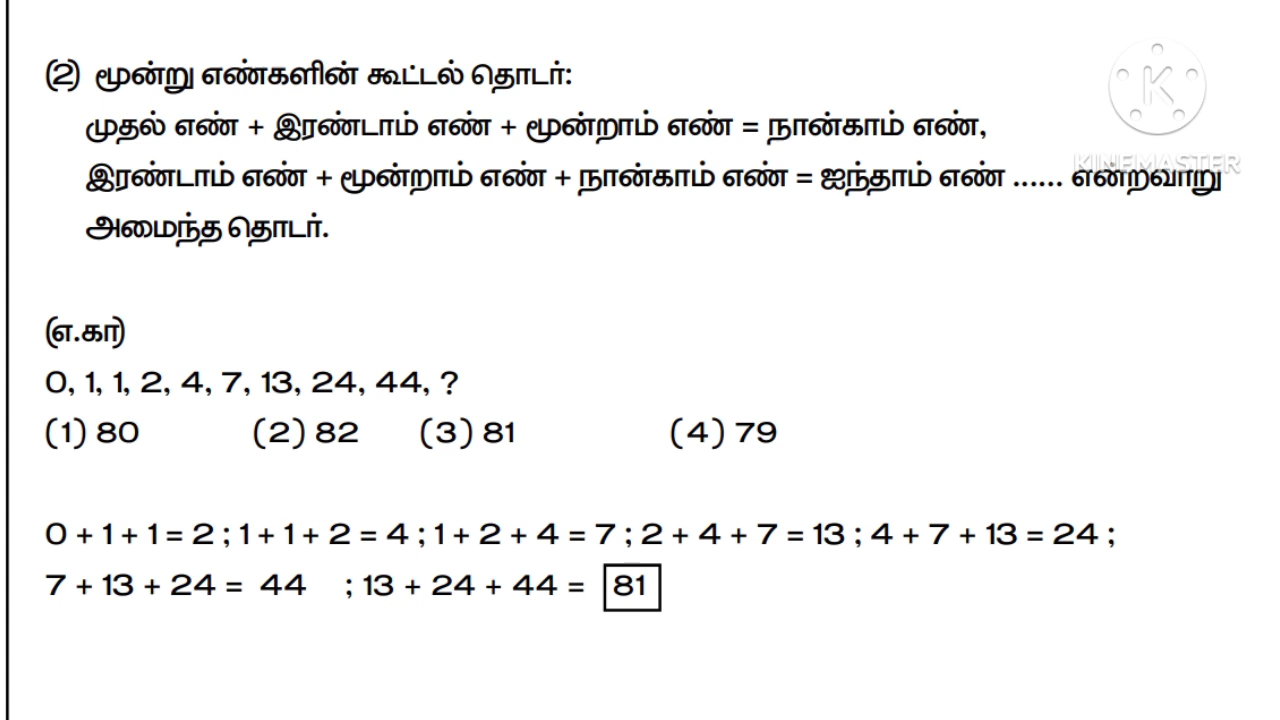 (2) மூன்று எண்களின் கூட்டல் தொடர்:
முதல் எண் + இரண்டாம் எண் + மூன்றாம் எண் = நான்காம் எண்,
இரண்டாம் எண் + மூன்றாம் எண் + நான்காம் எண் = ஐந்தாம் எண் ...... என்றவாறு
அமைந்த தொடர்.
KINEMASTER
(எ.கா)
0, 1, 1, 2, 4, 7, 13, 24, 44, ?
(1) 80 (2) 82 (3) 81 (4) 79
0 + 1 + 1 = 2 ; 1 + 1 + 2 = 4 ; 1 + 2 + 4 = 7 ; 2 + 4 + 7 = 13 ; 4 + 7 + 13 = 24 ;
7 + 13 + 24 = 44 ; 13 + 24 + 44 = 81